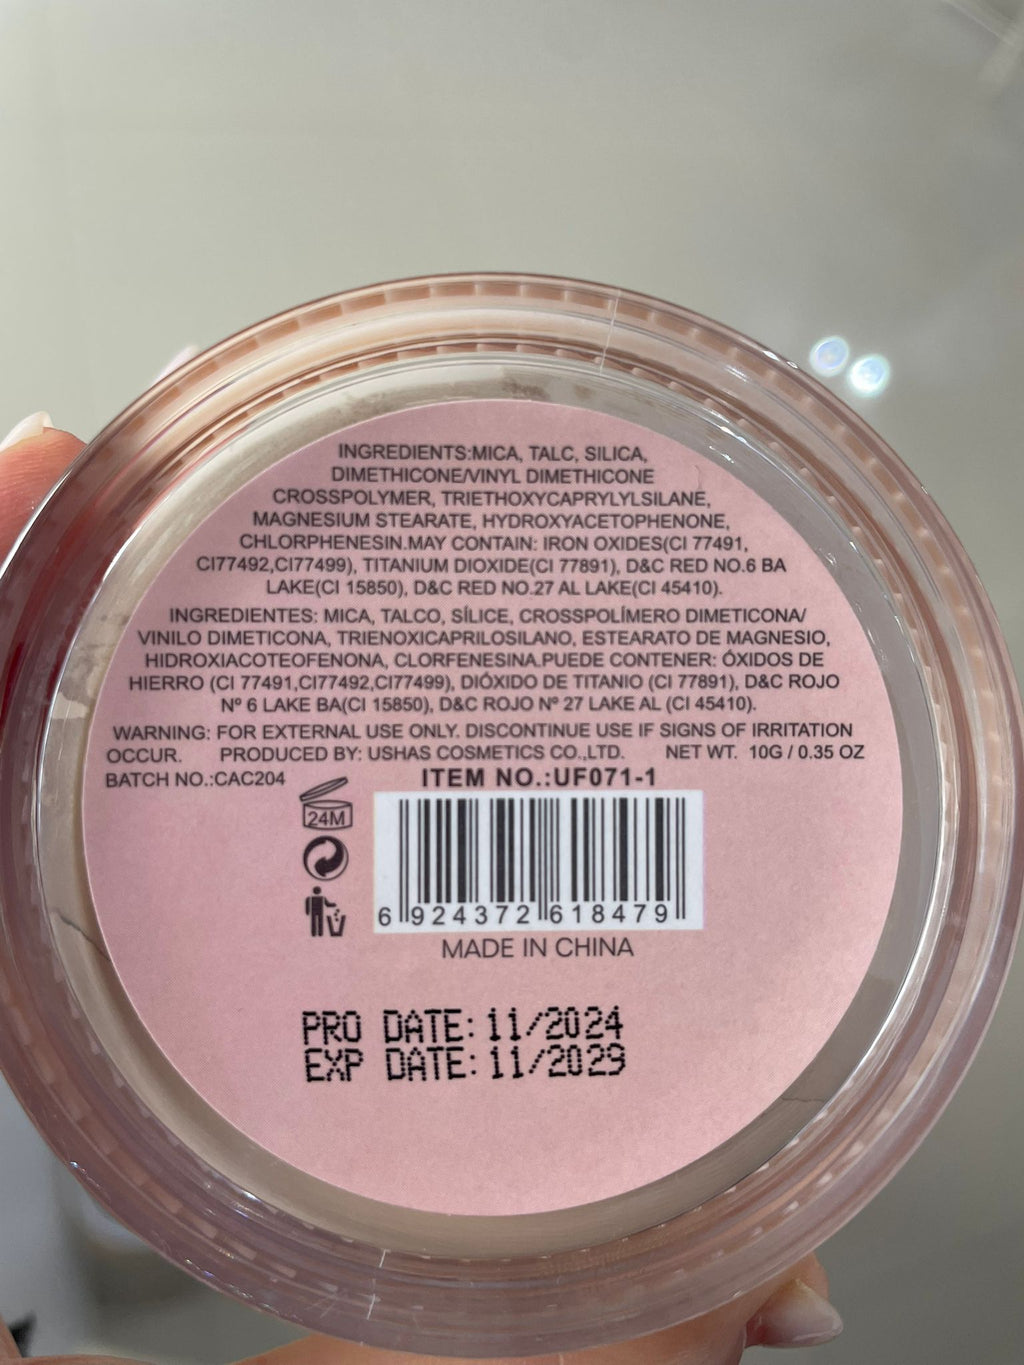 INGREDIENTS:MICA, TALC, SILICA,
DIMETHICONE/VINYL DIMETHICONE
CROSSPOLYMER, TRIETHOXYCAPRYLYLSILANE,
MAGNESIUM STEARATE, HYDROXYACETOPHENONE,
CHLORPHENESIN.MAY CONTAIN: IRON OXIDES(CI 77491,
CI77492,CI77499), TITANIUM DIOXIDE(CI 77891), D&C RED NO.6 BA
LAKE(CI 15850), D&C RED NO.27 AL LAKE(CI 45410).
INGREDIENTES: MICA, TALCO, SÍLICE, CROSSPOLÍMERO DIMETICONA/
VINILO DIMETICONA, TRIENOXICAPRILOSILANO, ESTEARATO DE MAGNESIO,
HIDROXIACOTEOFENONA, CLORFENESINA.PUEDE CONTENER: ÓXIDOS DE
HIERRO (CI 77491,CI77492,CI77499), DIÓXIDO DE TITANIO (CI 77891), D&C ROJO
Nº 6 LAKE BA(CI 15850), D&C ROJO Nº 27 LAKE AL (CI 45410).
WARNING: FOR EXTERNAL USE ONLY. DISCONTINUE USE IF SIGNS OF IRRITATION
OCCUR. PRODUCED BY: USHAS COSMETICS CO.,LTD. NET WT. 10G / 0.35 OZ
BATCH NO.:CAC204 ITEM NO.:UF071-1
24M
6 924372 618479
MADE IN CHINA
PRO DATE: 11/2024
EXP DATE: 11/2029